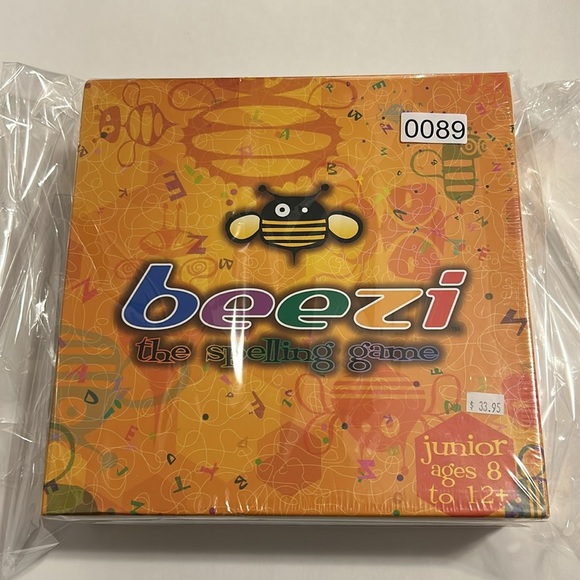 0089
beezi
the spelling game
$ 33.95
junior
ages 8
to 12+